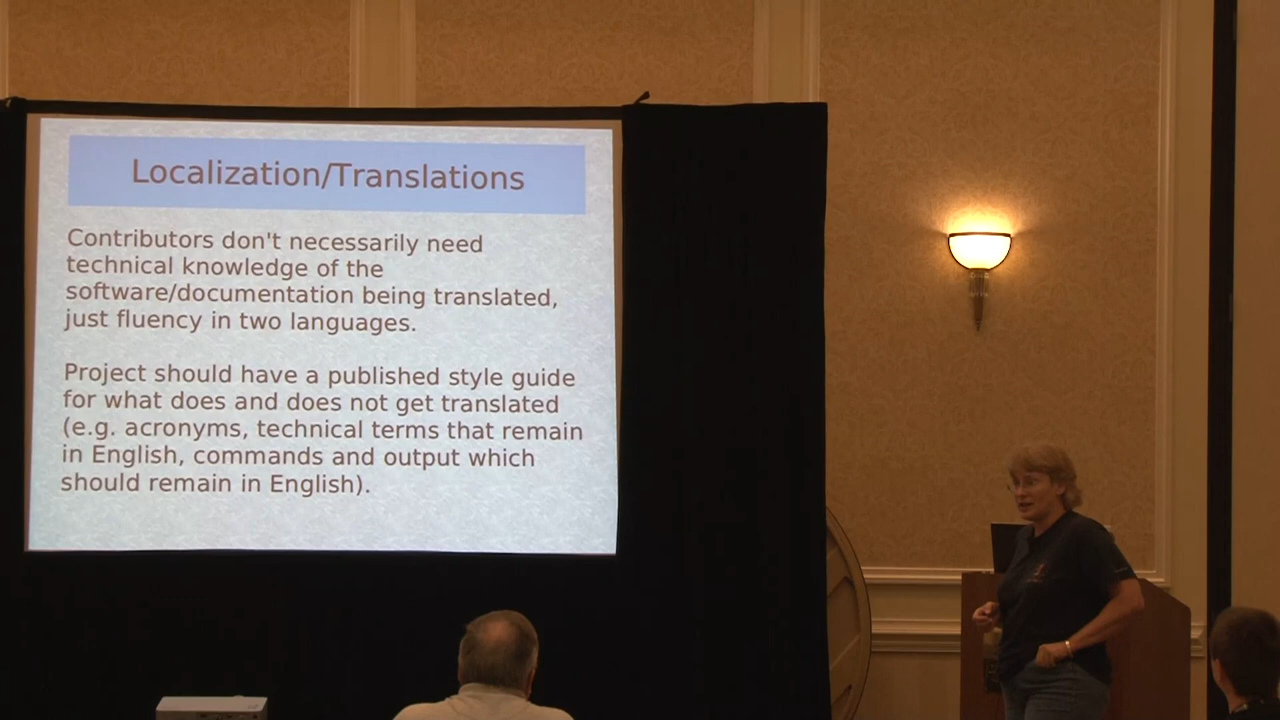 Localization/Translations
Contributors don't necessarily need
technical knowledge of the
software/documentation being translated,
just fluency in two languages.
Project should have a published style guide
for what does and does not get translated
(e.g. acronyms, technical terms that remain
in English, commands and output which
should remain in English).